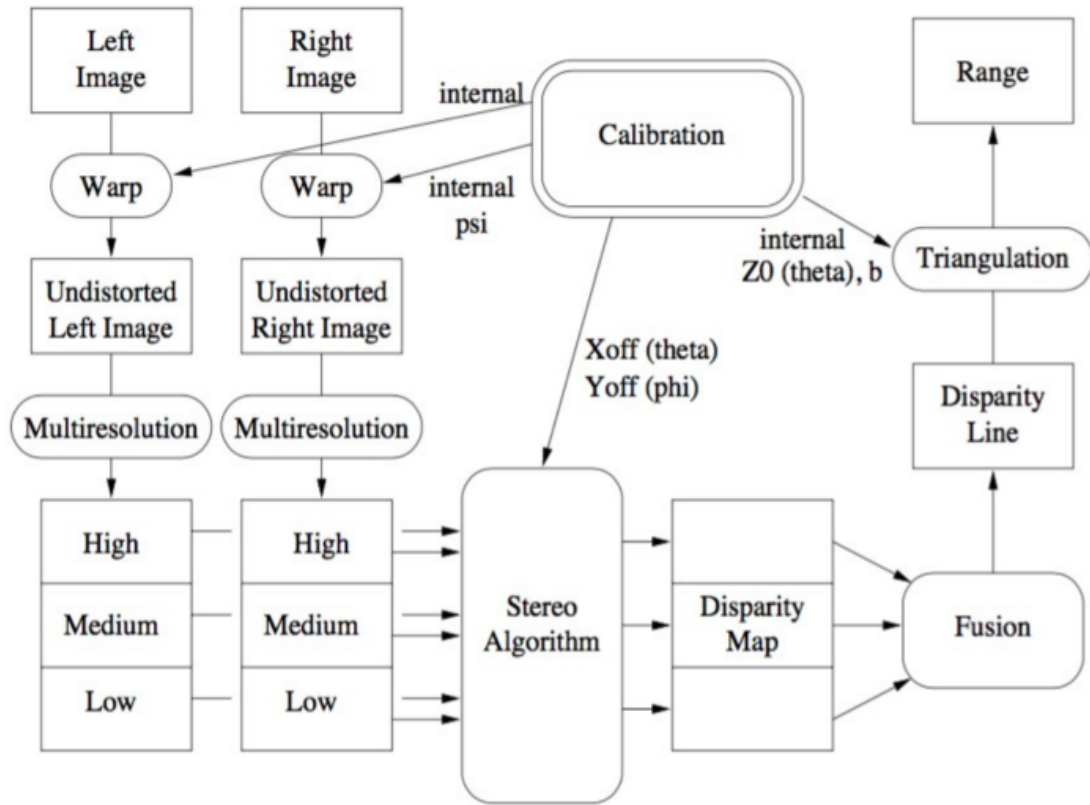 Left
Image
Right
Image
Range
internal
Calibration
Warp
Warp
internal
psi
internal
Z0 (theta), b
Triangulation
Undistorted
Left Image
Undistorted
Right Image
Xoff (theta)
Yoff (phi)
Disparity
Line
Multiresolution
Multiresolution
High
High
Medium
Medium
Stereo
Algorithm
Disparity
Map
Fusion
Low
Low